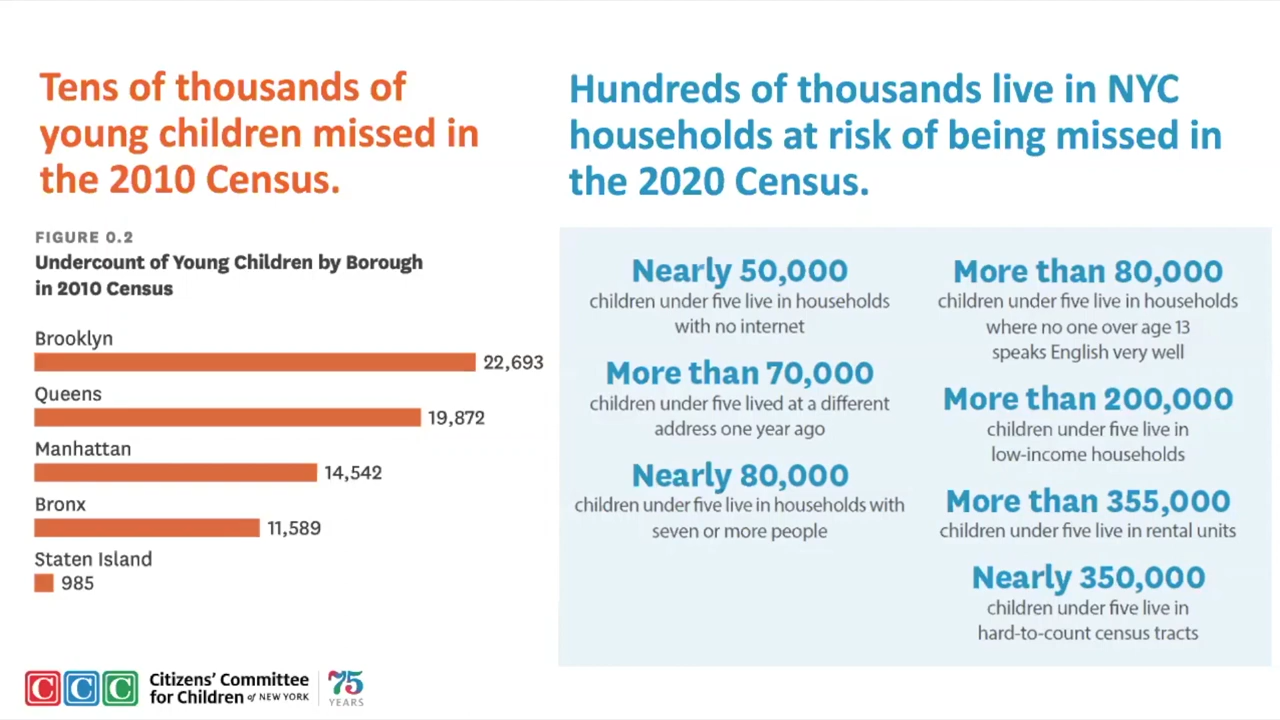 Tens of thousands of
young children missed in
the 2010 Census.
FIGURE 0.2
Undercount of Young Children by Borough
in 2010 Census
Brooklyn
22,693
Queens
19,872
Manhattan
14,542
Bronx
11,589
Staten Island
985
Hundreds of thousands live in NYC
households at risk of being missed in
the 2020 Census.
Nearly 50,000
children under five live in households
with no internet
More than 70,000
children under five lived at a different
address one year ago
Nearly 80,000
children under five live in households with
seven or more people
More than 80,000
children under five live in households
where no one over age 13
speaks English very well
More than 200,000
children under five live in
low-income households
More than 355,000
children under five live in rental units
Nearly 350,000
children under five live in
hard-to-count census tracts
CCC
Citizens' Committee
for Children of NEW YORK
75
YEARS